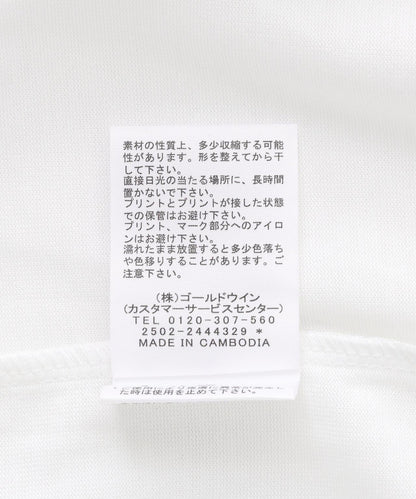 素材の性質上、多少収縮する可能
性があります。形を整えてから干
して下さい。
直接日光の当たる場所に、長時間
置かないで下さい。
プリントとプリントが接した状態
での保管はお避け下さい。
プリント、マーク部分へのアイロ
ンはお避け下さい。
濡れたまま放置すると多少色落ち
や色移りすることがあります。ご
注意下さい。
(株)ゴールドウイン
(カスタマーサービスセンター)
TEL 0120-307-560
2502-2444329 *
MADE IN CAMBODIA
た時は使用を止めて下さい。